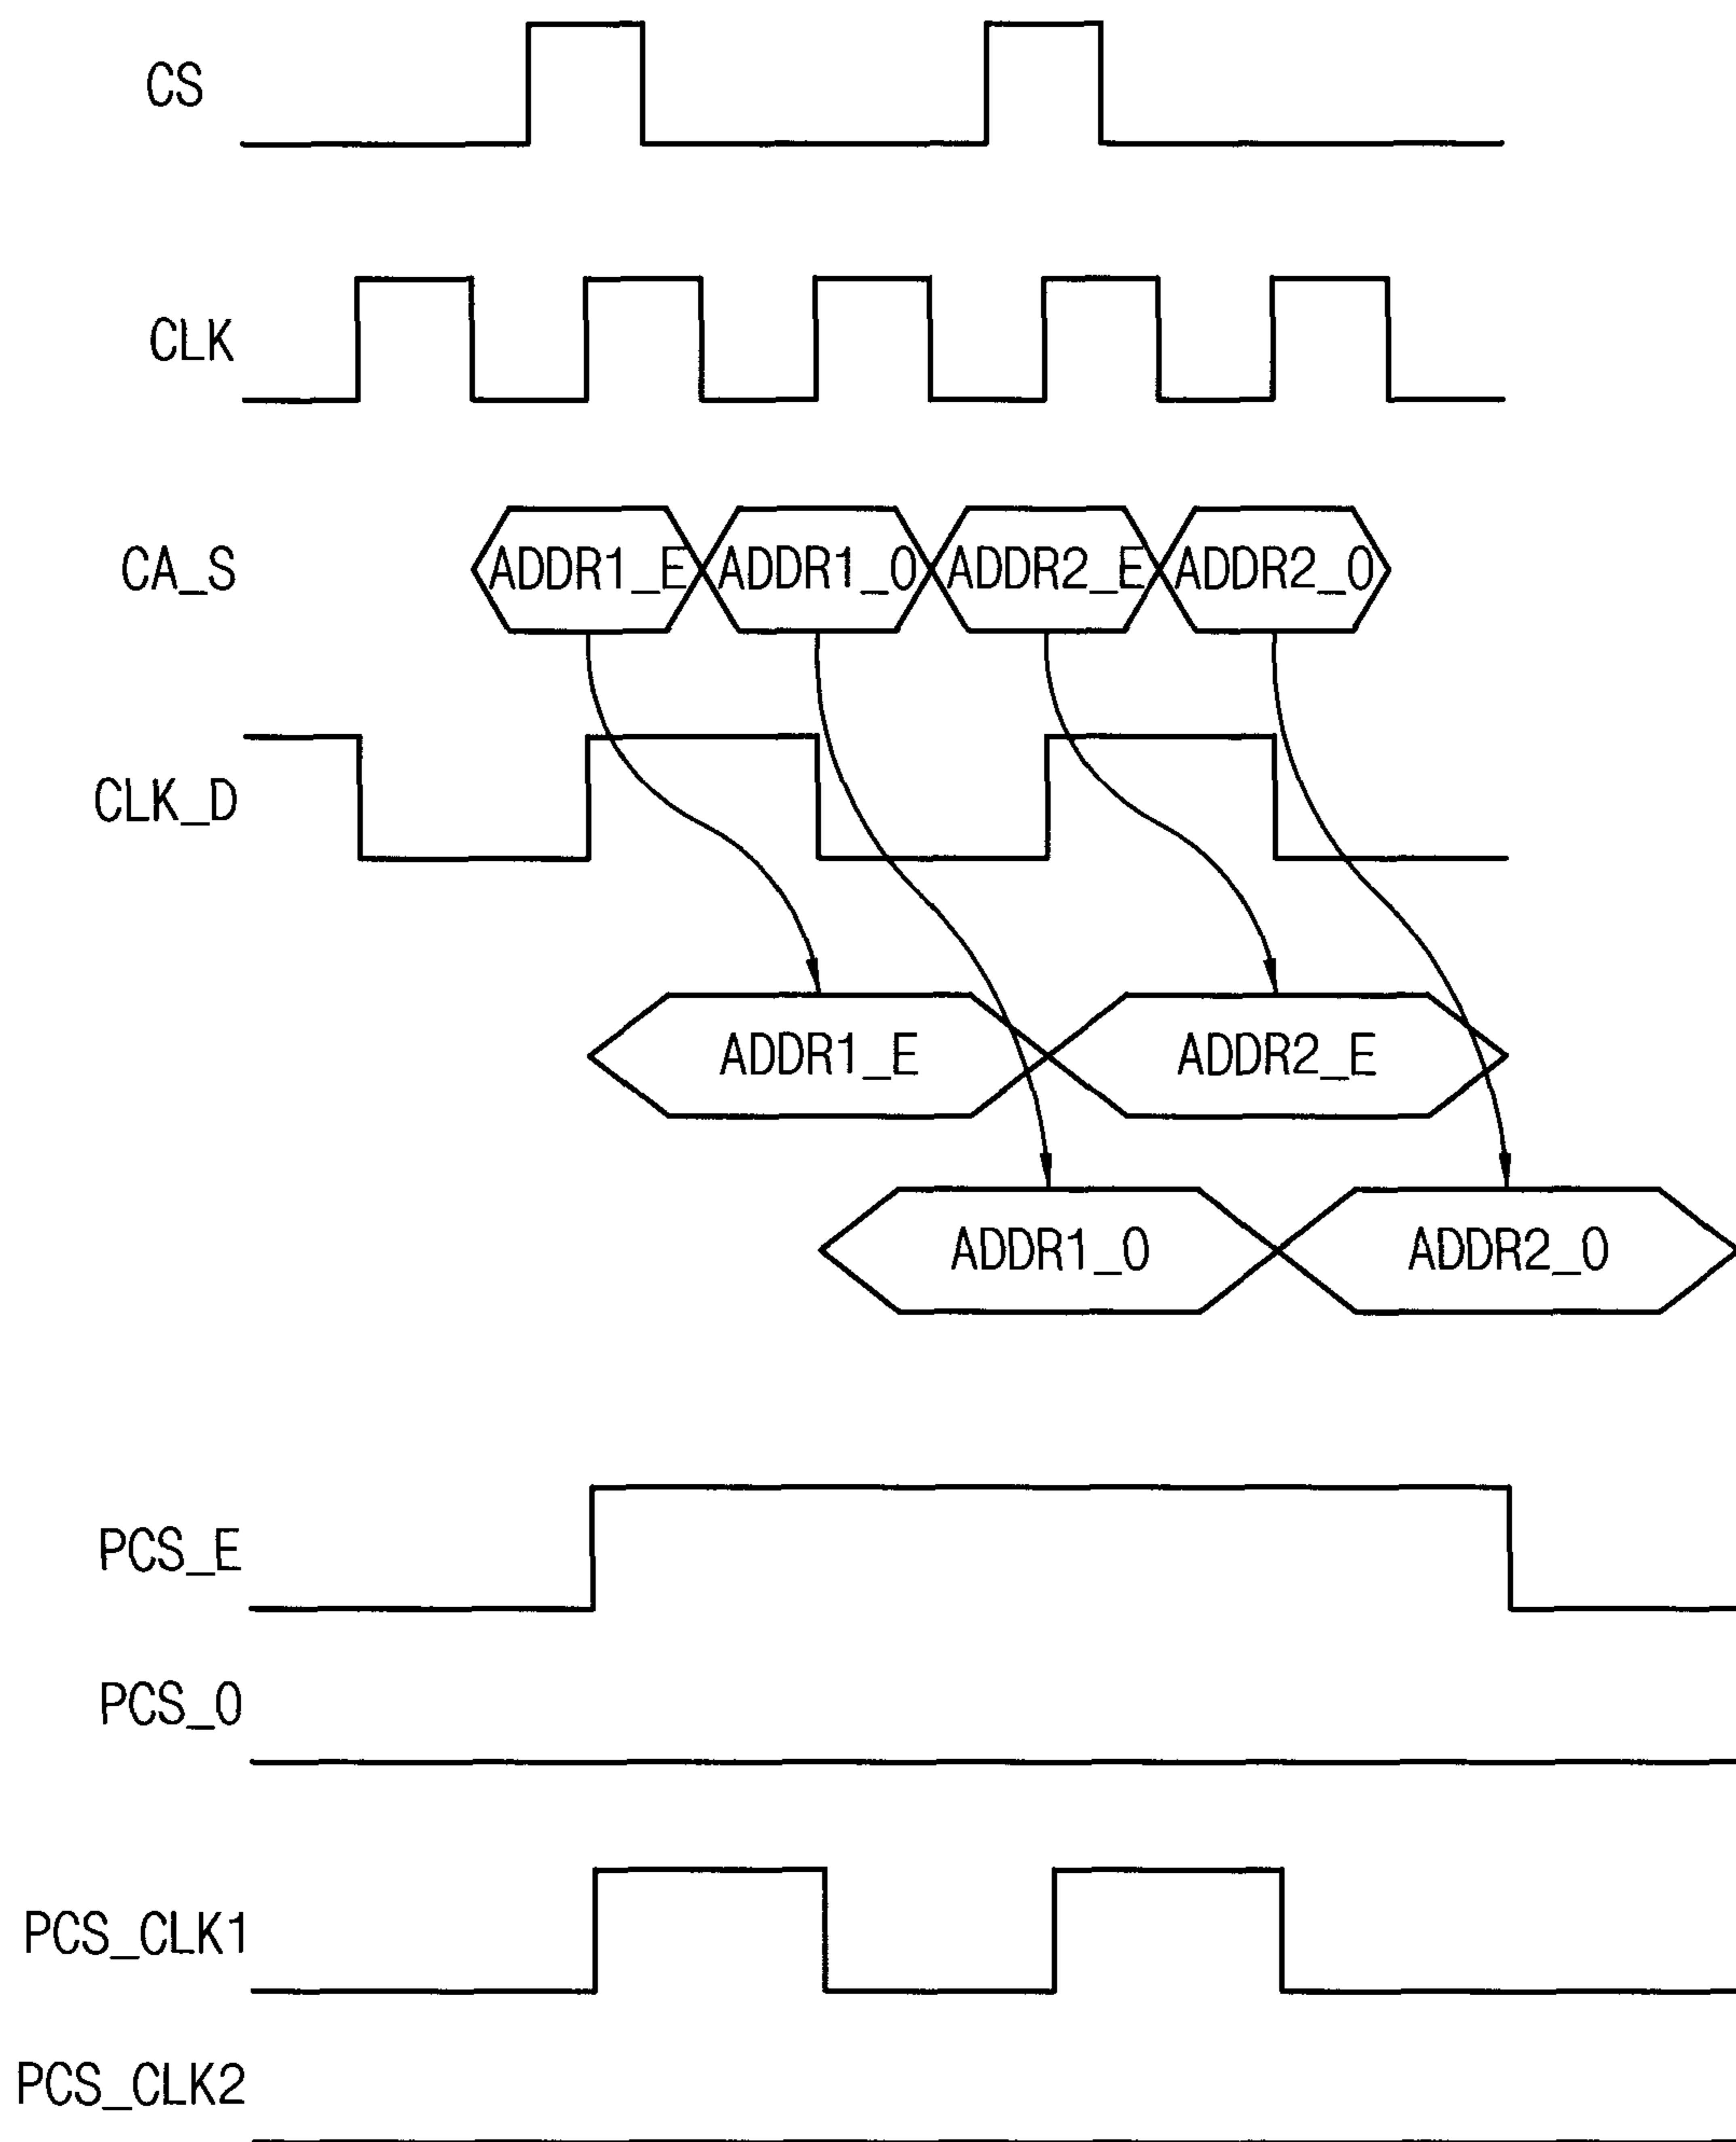 CS
CLK
CA_S
ADDR1_E ADDR1_O ADDR2_E ADDR2_O
CLK_D
ADDR1_E ADDR2_E
ADDR1_O ADDR2_O
PCS_E
PCS_O
PCS_CLK1
PCS_CLK2